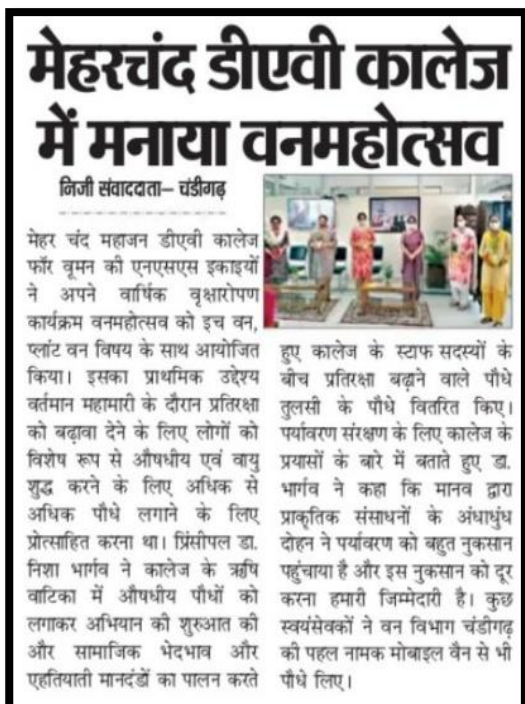 मेहरचंद डीएवी कालेज
में मनाया वनमहोत्सव
निजी संवाददाता– चंडीगढ़
मेहर चंद महाजन डीएवी कालेज
फॉर वूमन की एनएसएस इकाइयों
ने अपने वार्षिक वृक्षारोपण
कार्यक्रम वनमहोत्सव को इच वन,
प्लांट वन विषय के साथ आयोजित
किया। इसका प्राथमिक उद्देश्य
वर्तमान महामारी के दौरान प्रतिरक्षा
को बढ़ावा देने के लिए लोगों को
विशेष रूप से औषधीय एवं वायु
शुद्ध करने के लिए अधिक से
अधिक पौधे लगाने के लिए
प्रोत्साहित करना था। प्रिंसीपल डा.
निशा भार्गव ने कालेज के ऋषि
वाटिका में औषधीय पौधों को
लगाकर अभियान की शुरुआत की
और सामाजिक भेदभाव और
एहतियाती मानदंडों का पालन करते
हुए कालेज के स्टाफ सदस्यों के
बीच प्रतिरक्षा बढ़ाने वाले पौधे
तुलसी के पौधे वितरित किए।
पर्यावरण संरक्षण के लिए कालेज के
प्रयासों के बारे में बताते हुए डा.
भार्गव ने कहा कि मानव द्वारा
प्राकृतिक संसाधनों के अंधाधुंध
दोहन ने पर्यावरण को बहुत नुकसान
पहुंचाया है और इस नुकसान को दूर
करना हमारी जिम्मेदारी है। कुछ
स्वयंसेवकों ने वन विभाग चंडीगढ़
की पहल नामक मोबाइल वैन से भी
पौधे लिए।